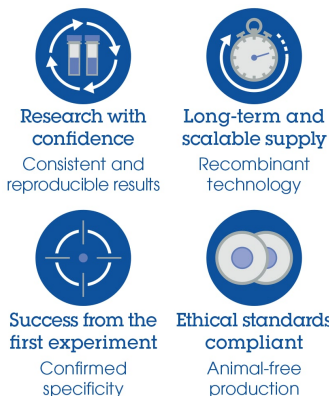 Research with
confidence
Consistent and
reproducible results
Long-term and
scalable supply
Recombinant
technology
Success from the
first experiment
Confirmed
specificity
Ethical standards
compliant
Animal-free
production